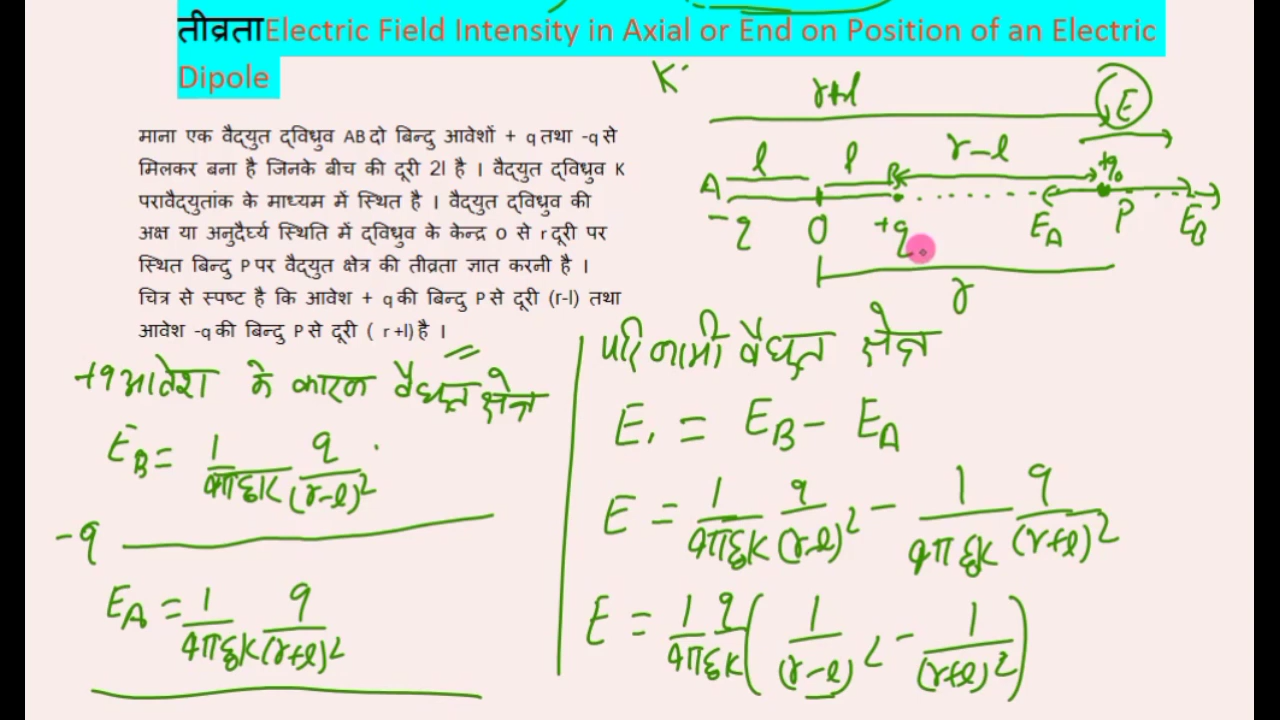 तीव्रताElectric Field Intensity in Axial or End on Position of an Electric
Dipole
माना एक वैद्युत द्विध्रुव AB दो बिन्दु आवेशों + q तथा -q से
मिलकर बना है जिनके बीच की दूरी 2l है । वैद्युत द्विध्रुव K
परावैद्युतांक के माध्यम में स्थित है । वैद्युत द्विध्रुव की
अक्ष या अनुदैर्घ्य स्थिति में द्विध्रुव के केन्द्र o से r दूरी पर
स्थित बिन्दु P पर वैद्युत क्षेत्र की तीव्रता ज्ञात करनी है ।
चित्र से स्पष्ट है कि आवेश + q की बिन्दु P से दूरी (r-l) तथा
आवेश -q की बिन्दु P से दूरी ( r +l) है ।
K
r+l
E
l l r-l
A B +q0
-q O +q EA P EB
r
+q आवेश के कारन वैधुत क्षेत्र
EB = 1/4πε0K q/(r-l)2
-q
EA = 1/4πε0K q/(r+l)2
परिनामी वैधुत क्षेत्र
E = EB - EA
E = 1/4πε0K q/(r-l)2 - 1/4πε0K q/(r+l)2
E = 1/4πε0K q ( 1/(r-l)2 - 1/(r+l)2 )